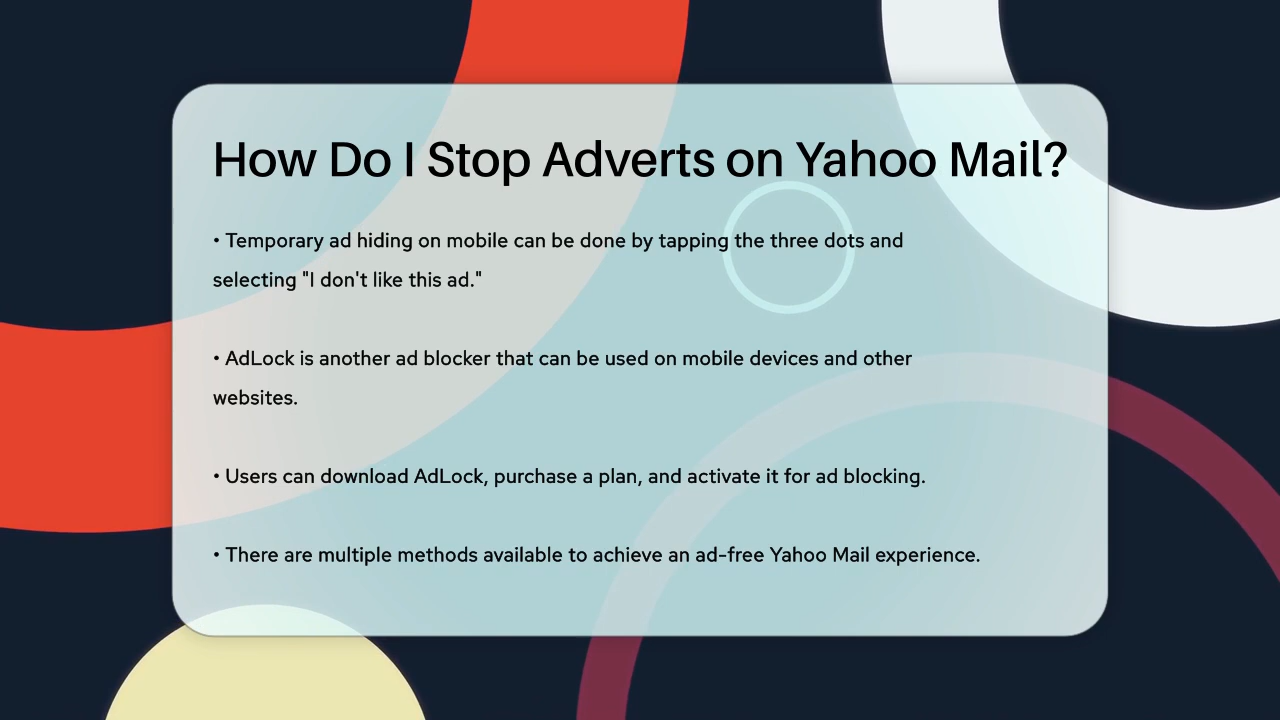 How Do I Stop Adverts on Yahoo Mail?
• Temporary ad hiding on mobile can be done by tapping the three dots and
selecting "I don't like this ad."
• AdLock is another ad blocker that can be used on mobile devices and other
websites.
• Users can download AdLock, purchase a plan, and activate it for ad blocking.
• There are multiple methods available to achieve an ad-free Yahoo Mail experience.